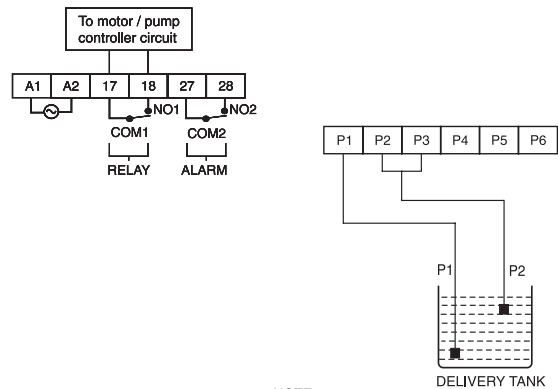 To motor / pump
controller circuit
A1 A2 17 18 27 28
NO1 NO2
COM1 COM2
RELAY ALARM
P1 P2 P3 P4 P5 P6
P1 P2
DELIVERY TANK